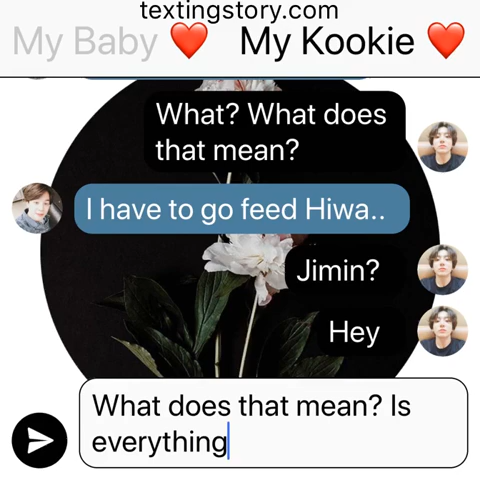 textingstory.com
My Baby ❤️ My Kookie ❤️
What? What does
that mean?
I have to go feed Hiwa..
Jimin?
Hey
What does that mean? Is
everything